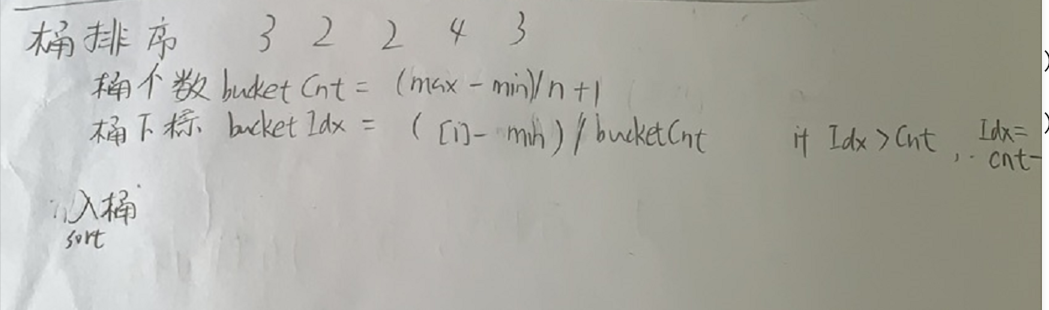 桶排序 3 2 2 4 3
桶个数 bucket Cnt = (max - min)/n+1
桶下标 bucket Idx = ([i] - min)/bucketCnt if Idx > Cnt, Idx=
cnt-
入桶
sort